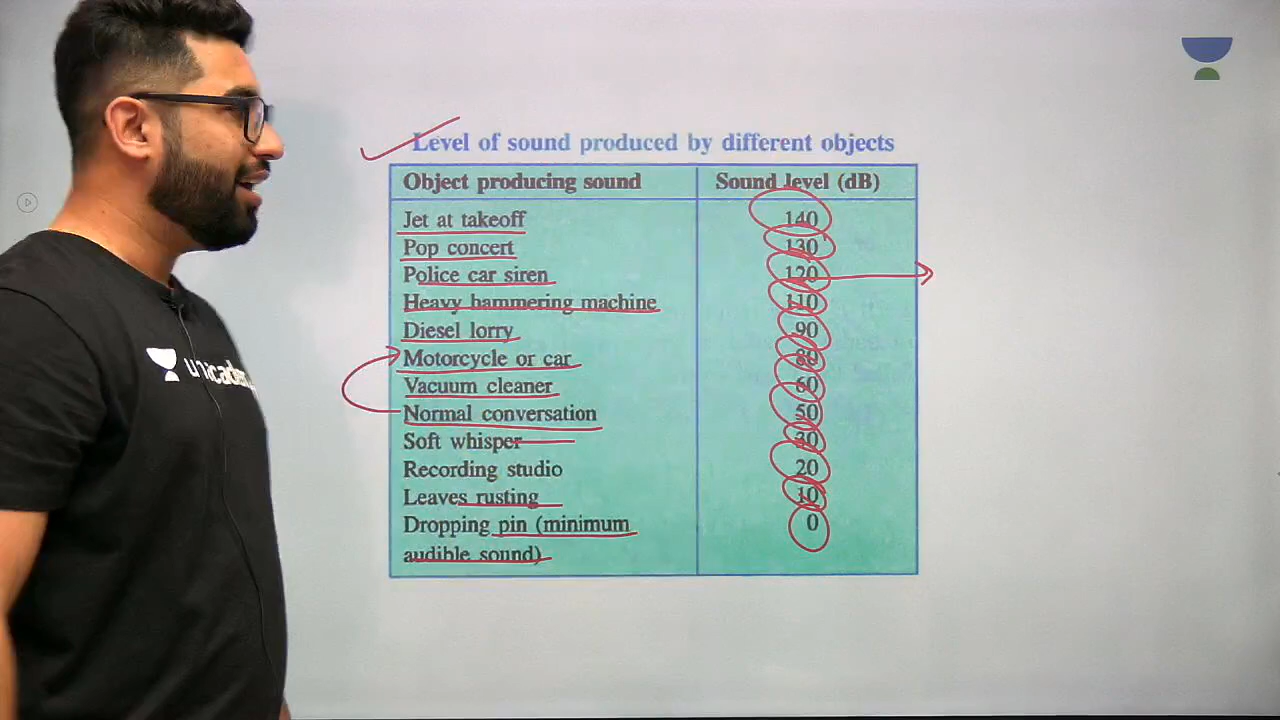 Level of sound produced by different objects
Object producing sound Sound level (dB)
Jet at takeoff 140
Pop concert 130
Police car siren 120
Heavy hammering machine 110
Diesel lorry 90
Motorcycle or car 80
Vacuum cleaner 60
Normal conversation 50
Soft whisper 30
Recording studio 20
Leaves rusting 10
Dropping pin (minimum 0
audible sound)
unacademy